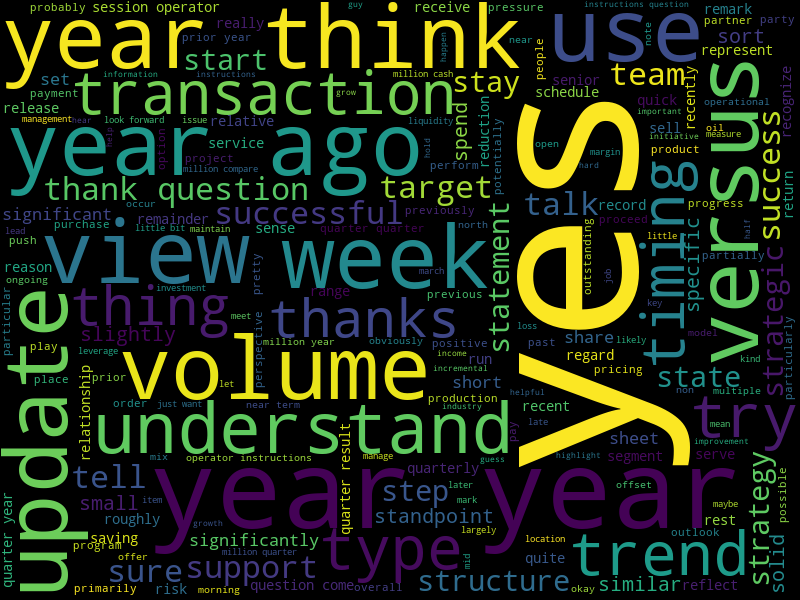 probably session operator
guy
receive
pressure
instructions question
remark
partner
party
year think
use
really
near
note
sort
start
prior year
people
represent
information
instructions
million cash
happen
team
set
transaction
stay
senior
recently
payment
grow
schedule
recognize
release
relative
quick
operational
management
hear
look forward
issue
liquidity
spend
reduction
important
year ago
option
help
service
hold
potentially
yes
open
margin
initiative
sell
oil
measure
versus
project
hard
product
million compare
perform
success
thank question
target
occur
talk
record
progress
return
significant
successful
previously
statement
remainder
proceed
timing
specific
half
push
purchase
little bit
maintain
sense
quarter quarter
north
outstanding
little
partially
lead
view week
reason
march
pretty
job
strategic
ongoing
investment
previous
key
update
thing
range
meet
loss
model
particular
thanks
perspective
past
share
likely
kind
particularly
slightly
obviously
positive
run
play
leverage
million year
income
regard
state
place
prior
let
incremental
short
pricing
volume
helpful
non
multiple
relationship
production
order
just want
near term
industry
pay
recent
try
understand
late
sheet
mean
mix
operator instructions
manage
guess
highlight
segment
improvement
serve
strategy
tell
quarter result
quarterly
possible
year year
small
item
step
later
offset
maybe
quarter year
roughly
mark
standpoint
largely
rest
saying
growth
significantly
type
location
outlook
solid
program
offer
million quarter
mid
quite
trend
sure support
primarily
risk
morning
question come
overall
structure
okay
similar
reflect